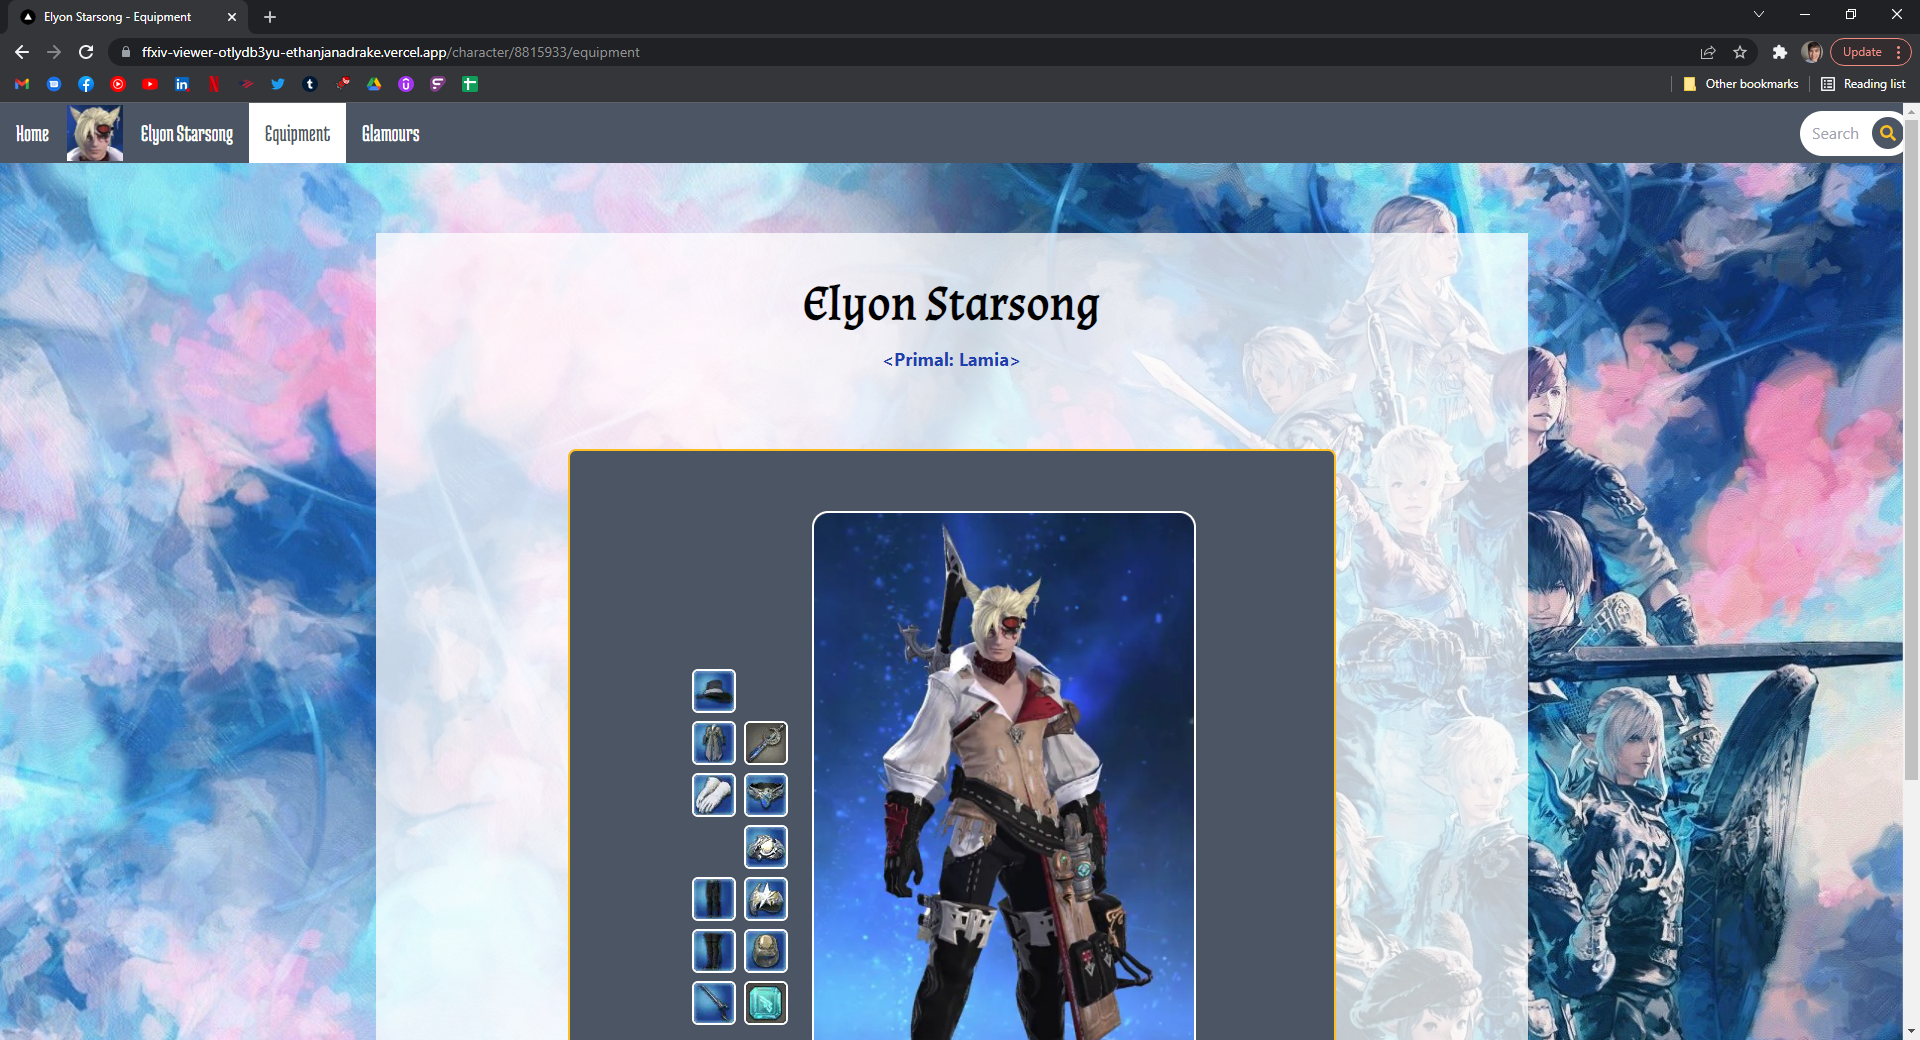 Elyon Starsong - Equipment
ffxiv-viewer-otlydb3yu-ethanjanadrake.vercel.app/character/8815933/equipment
Update
Other bookmarks
Reading list
Home
Elyon Starsong
Equipment
Glamours
Search
Elyon Starsong
<Primal: Lamia>